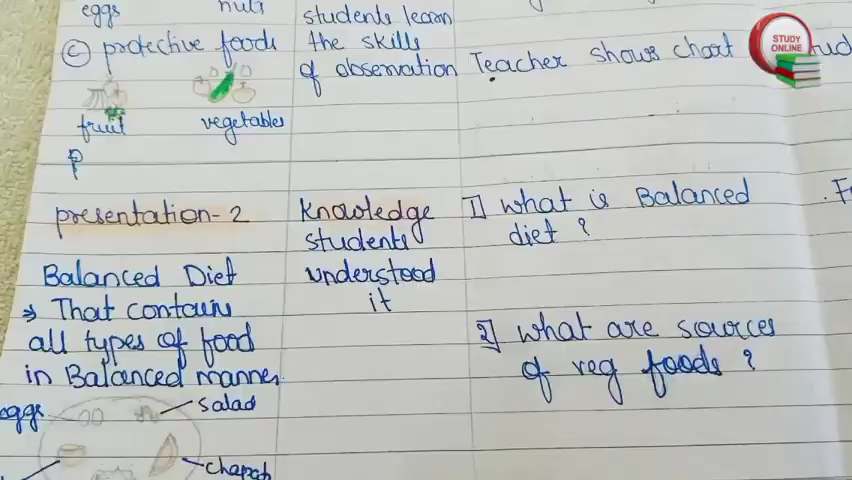 eggs nuts
© protective foods
fruit vegetables
p
presentation-2
Balanced Diet
⇒ That contains
all types of food
in Balanced manner.
eggs
salad
chapati
students learn
the skills
of observation
Knowledge
students
understood
it
Teacher shows chart
1] what is Balanced
diet ?
2] what are sources
of veg foods ?
STUDY
ONLINE